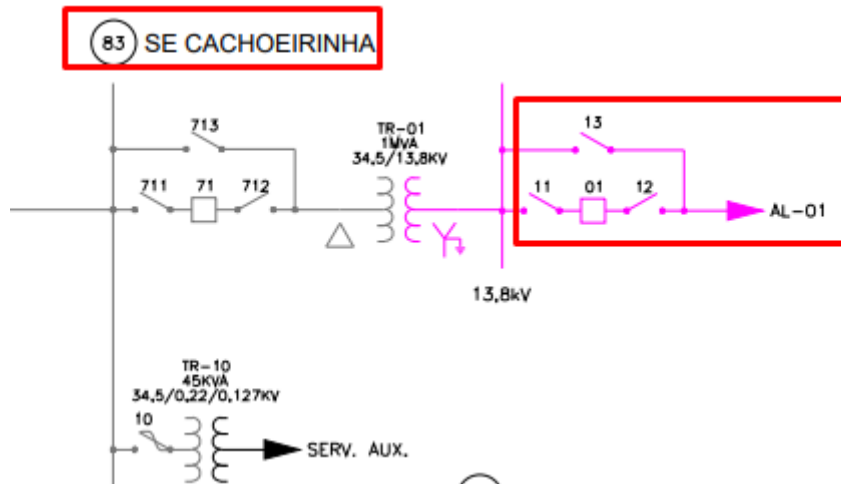 83 SE CACHOEIRINHA
713
TR-01
1MVA
34,5/13,8KV
13
711 71 712
11 01 12
AL-01
13,8kV
TR-10
45KVA
34,5/0,22/0,127KV
10
SERV. AUX.